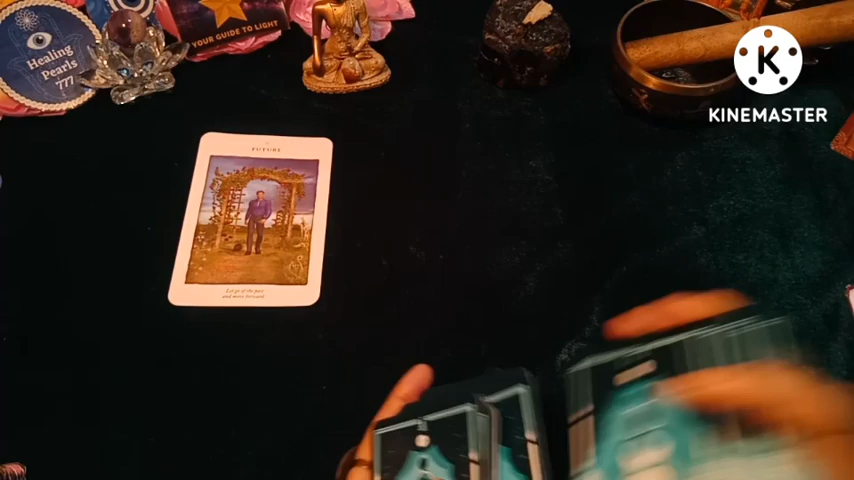 Healing
Pearls
777
YOUR GUIDE TO LIGHT
KINEMASTER
FUTURE
Let go of the past
and move forward.